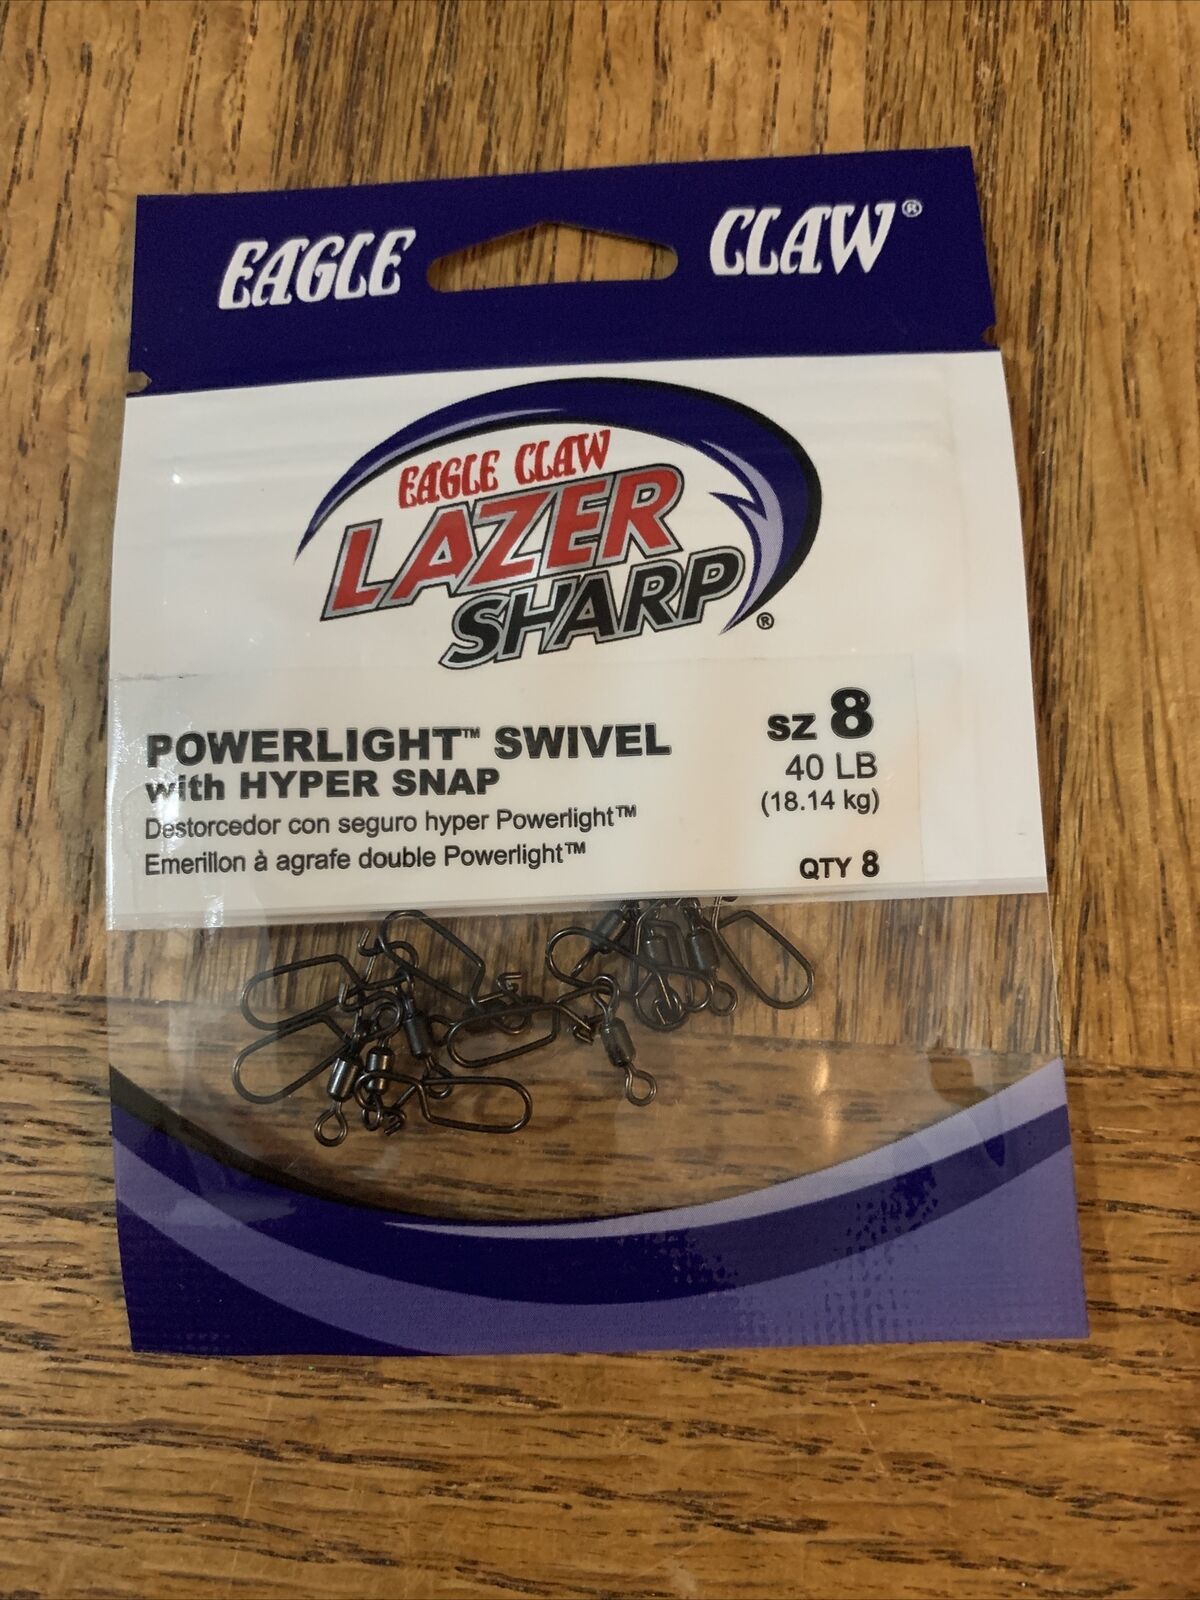 EAGLE CLAW®
EAGLE CLAW
LAZER
SHARP®
POWERLIGHT™ SWIVEL
with HYPER SNAP
Destorcedor con seguro hyper Powerlight™
Emerillon à agrafe double Powerlight™
sz 8
40 LB
(18.14 kg)
QTY 8